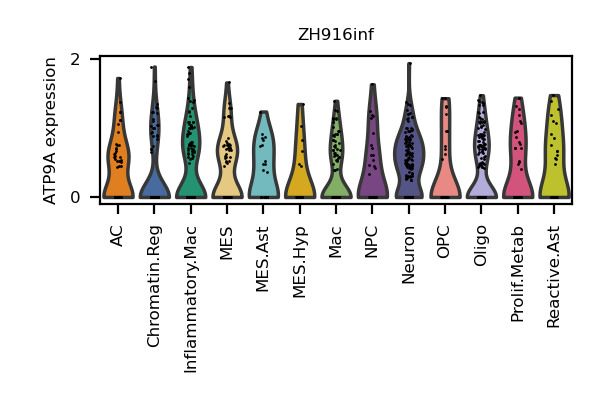 ZH916inf
ATP9A expression
2
0
AC
Chromatin.Reg
Inflammatory.Mac
MES
MES.Ast
MES.Hyp
Mac
NPC
Neuron
OPC
Oligo
Prolif.Metab
Reactive.Ast